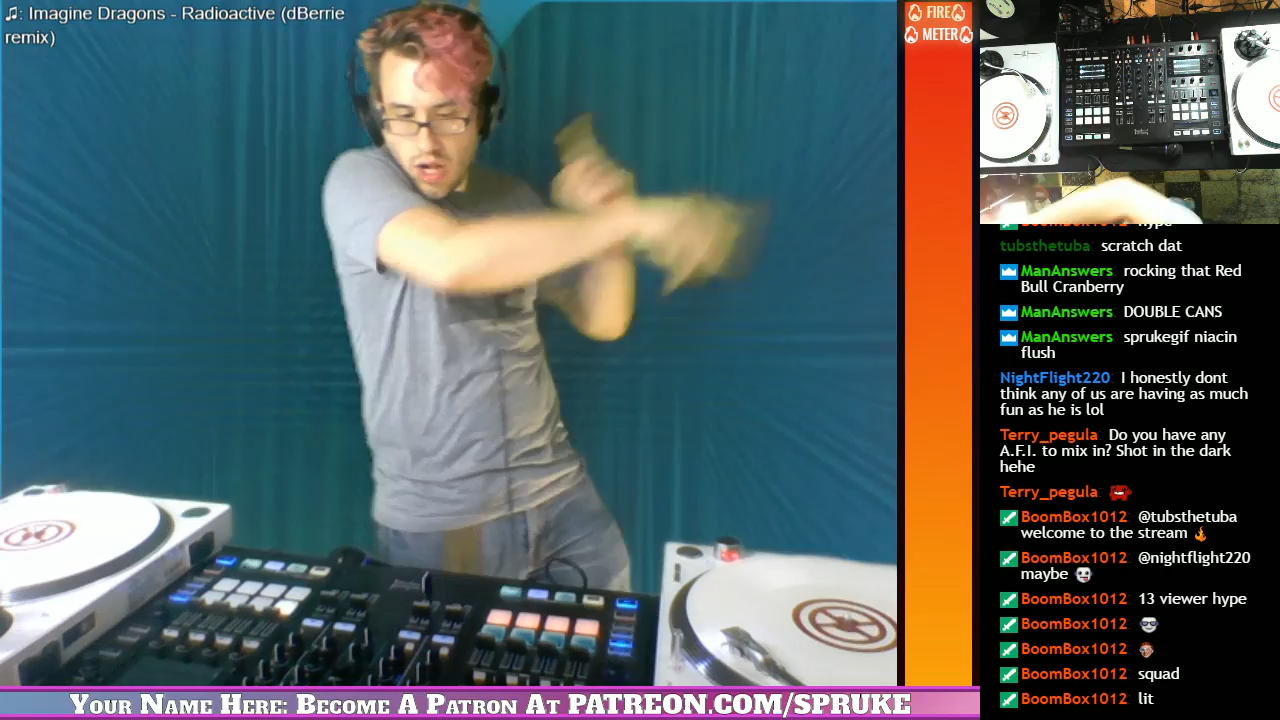 ♫: Imagine Dragons - Radioactive (dBerrie
remix)
FIRE
METER
BoomBox1012 hype
tubsthetuba scratch dat
ManAnswers rocking that Red
Bull Cranberry
ManAnswers DOUBLE CANS
ManAnswers sprukegif niacin
flush
NightFlight220 I honestly dont
think any of us are having as much
fun as he is lol
Terry_pegula Do you have any
A.F.I. to mix in? Shot in the dark
hehe
Terry_pegula
BoomBox1012 @tubsthetuba
welcome to the stream
BoomBox1012 @nightflight220
maybe
BoomBox1012 13 viewer hype
BoomBox1012
BoomBox1012
BoomBox1012 squad
BoomBox1012 lit
Your Name Here: Become A Patron At PATREON.COM/SPRUKE